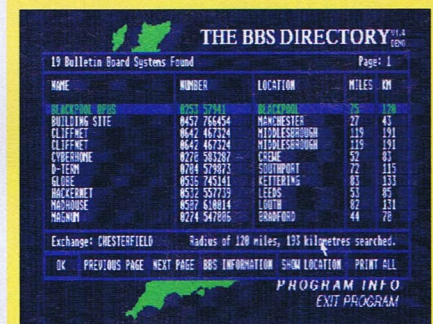 THE BBS DIRECTORY V1.4 DEMO
19 Bulletin Board Systems Found Page: 1
NAME NUMBER LOCATION MILES KM
BLACKPOOL BPUG 0253 57941 BLACKPOOL 75 120
BUILDING SITE 0457 766454 MANCHESTER 27 43
CLIFFNET 0642 467324 MIDDLESBROUGH 119 191
CLIFFNET 0642 467324 MIDDLESBROUGH 119 191
CYBERHOME 0270 583287 CREWE 52 83
D-TERM 0704 579873 SOUTHPORT 72 115
GLOBE 0536 745141 KETTERING 83 133
HACKERNET 0532 557739 LEEDS 53 85
MADHOUSE 0507 610014 LOUTH 82 131
MAGNUM 0274 547086 BRADFORD 44 70
Exchange: CHESTERFIELD Radius of 120 miles, 193 kilometres searched.
OK PREVIOUS PAGE NEXT PAGE BBS INFORMATION SHOW LOCATION PRINT ALL
PROGRAM INFO
EXIT PROGRAM